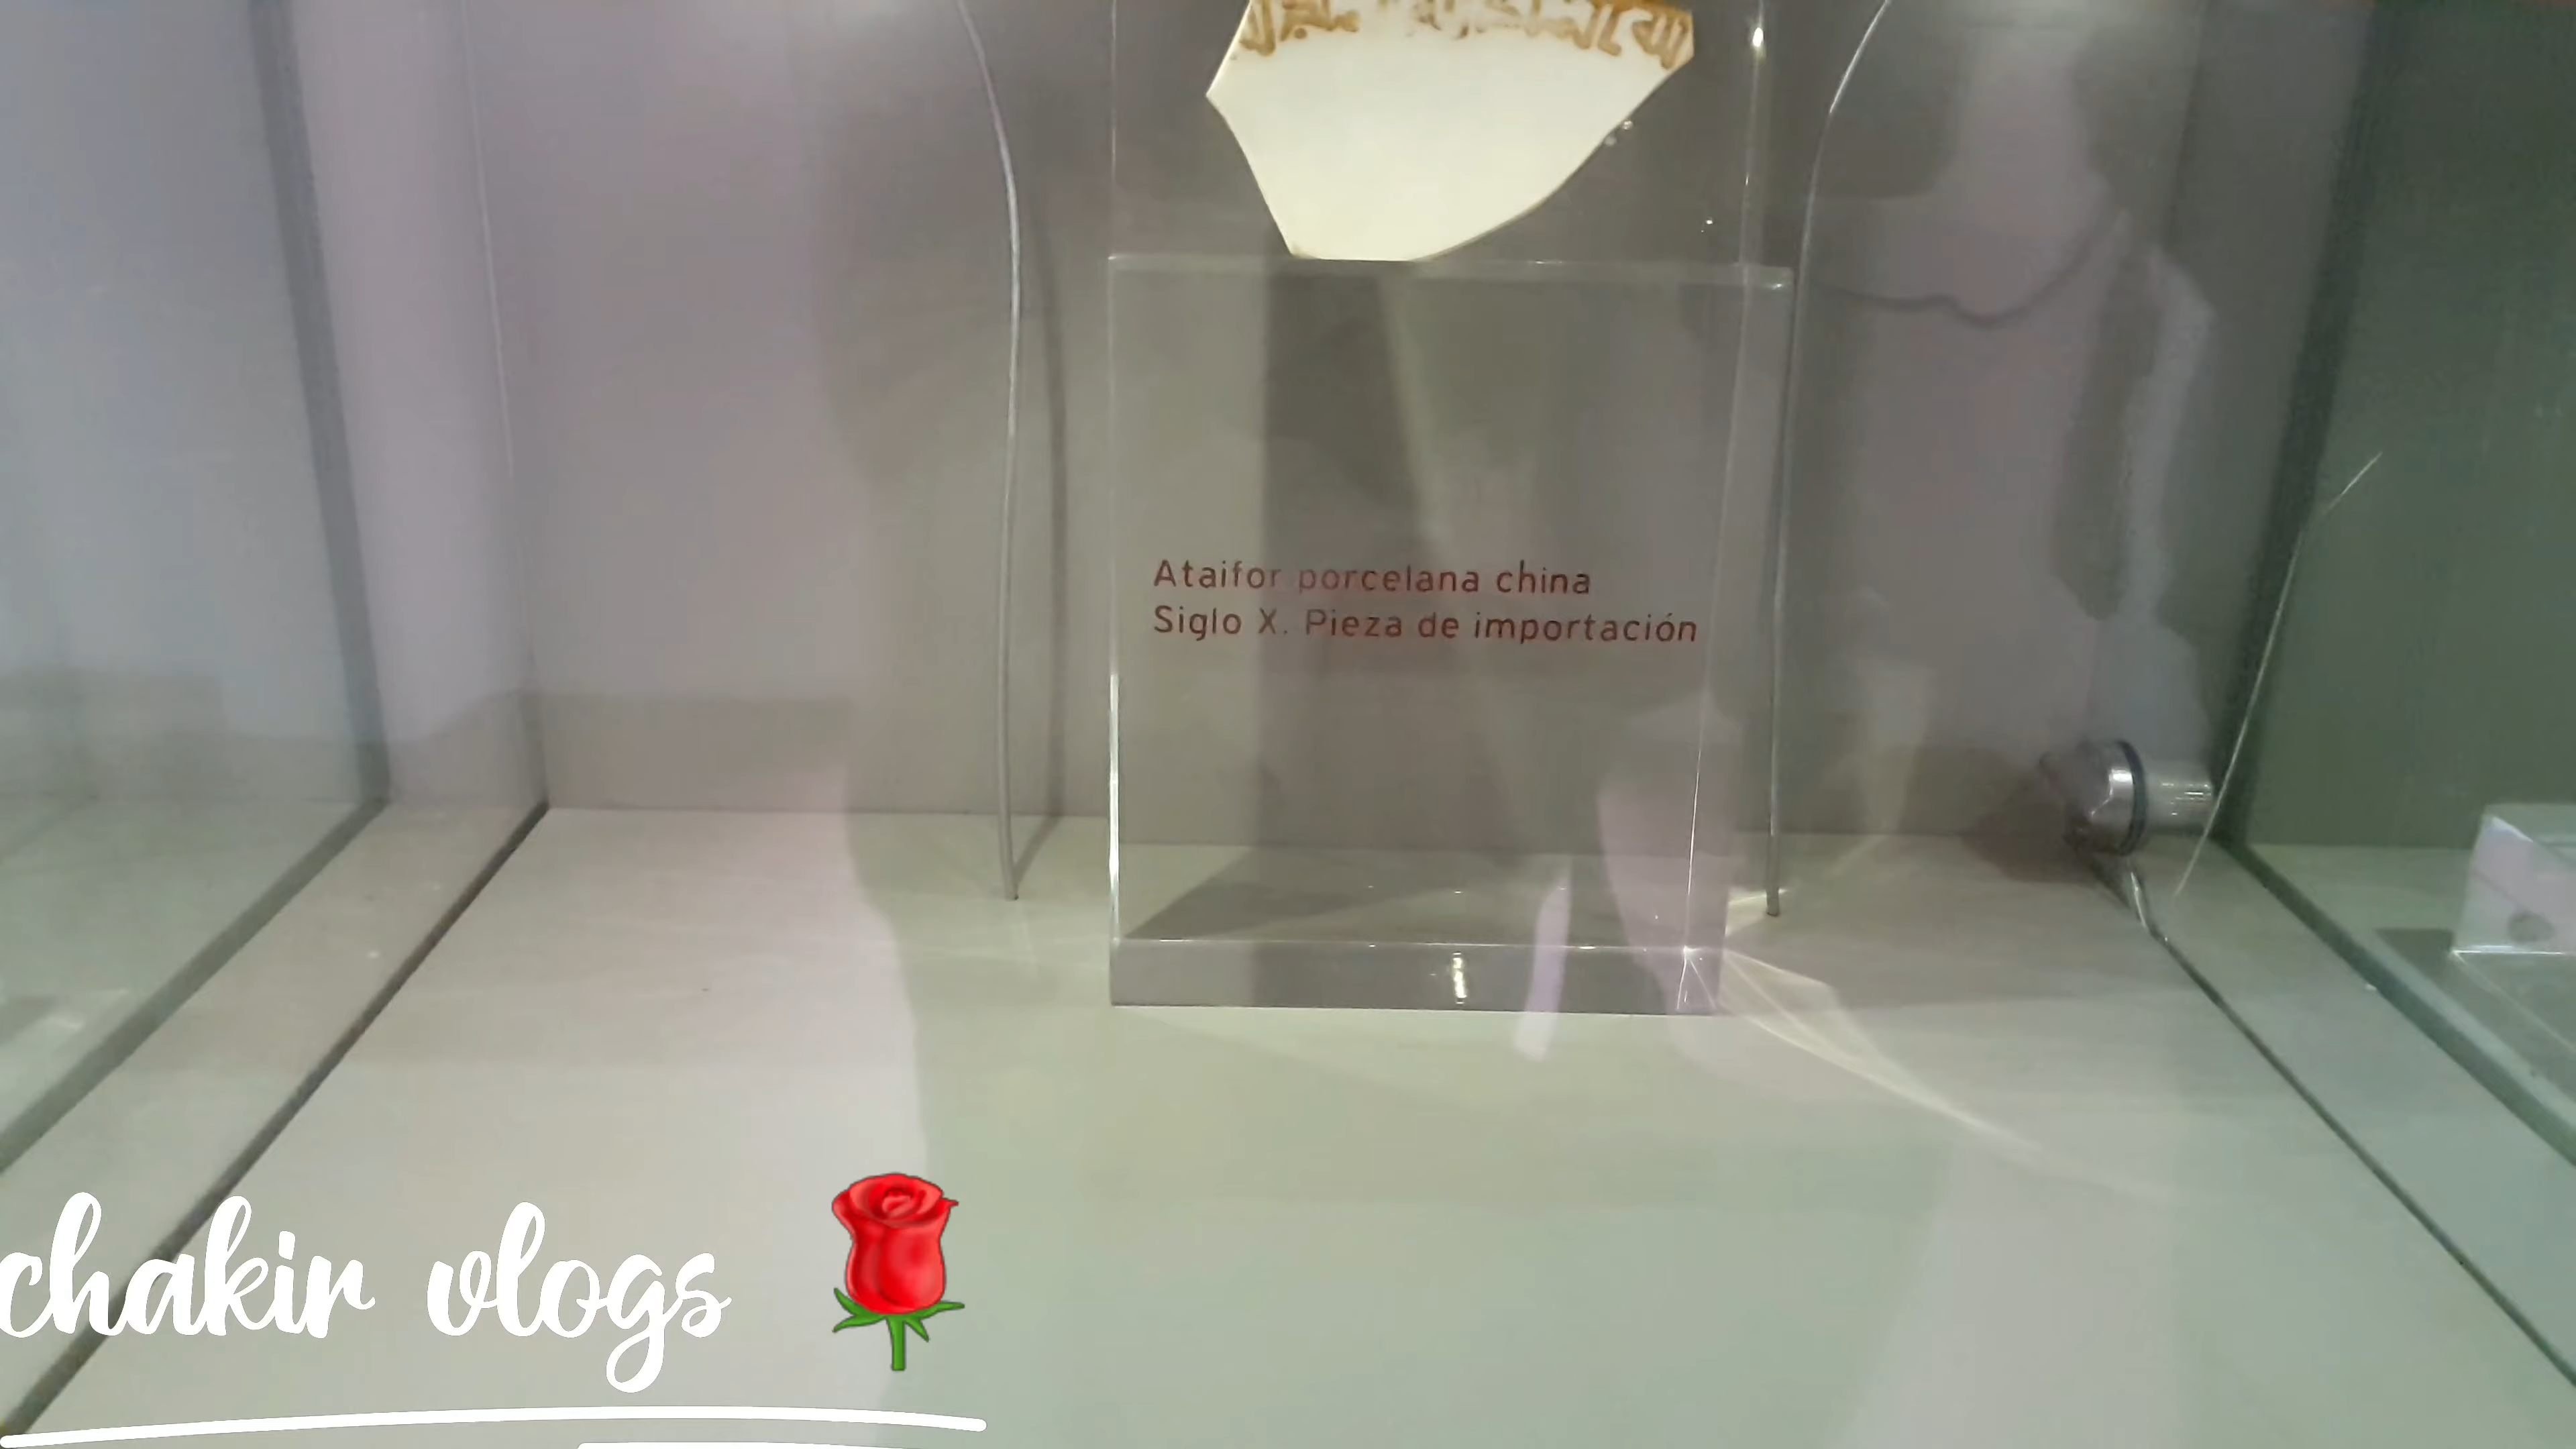 Ataifor porcelana china
Siglo X. Pieza de importación
chakir vlogs